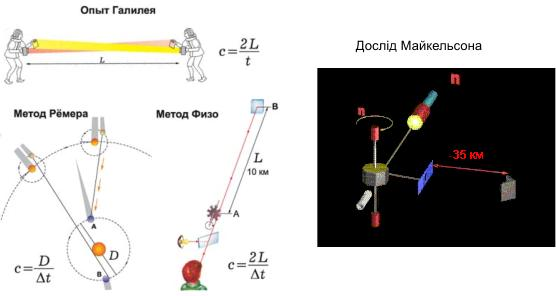 Опыт Галилея
L
c = 2L/t
Дослід Майкельсона
Метод Рёмера
A
D
B
c = D/Δt
Метод Физо
B
L
10 км
A
c = 2L/Δt
n
n
35 км